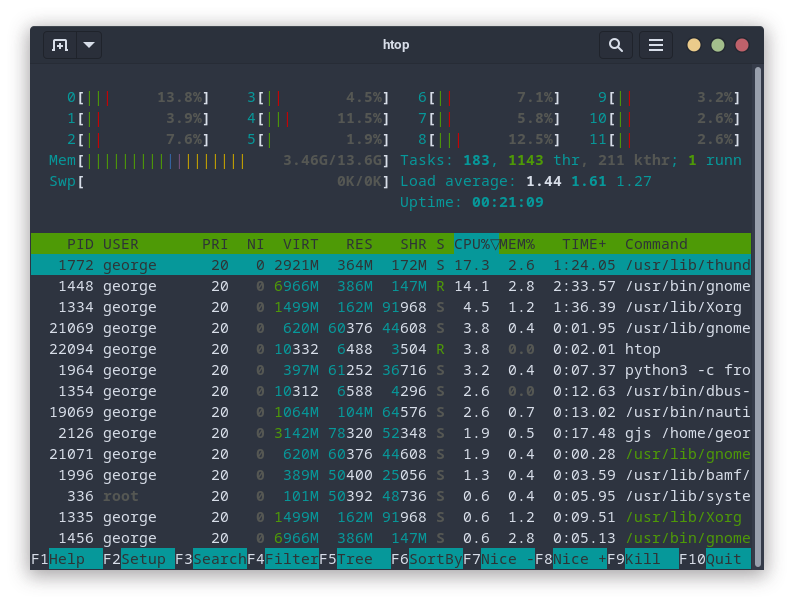 htop
0[|| 13.8%] 3[|| 4.5%] 6[|| 7.1%] 9[|| 3.2%]
1[|| 3.9%] 4[||| 11.5%] 7[|| 5.8%] 10[|| 2.6%]
2[|| 7.6%] 5[| 1.9%] 8[||| 12.5%] 11[|| 2.6%]
Mem[|||||||||||||||||| 3.46G/13.6G] Tasks: 183, 1143 thr, 211 kthr; 1 runn
Swp[ 0K/0K] Load average: 1.44 1.61 1.27
Uptime: 00:21:09
PID USER PRI NI VIRT RES SHR S CPU%▽MEM% TIME+ Command
1772 george 20 0 2921M 364M 172M S 17.3 2.6 1:24.05 /usr/lib/thund
1448 george 20 0 6966M 386M 147M R 14.1 2.8 2:33.57 /usr/bin/gnome
1334 george 20 0 1499M 162M 91968 S 4.5 1.2 1:36.39 /usr/lib/Xorg
21069 george 20 0 620M 60376 44608 S 3.8 0.4 0:01.95 /usr/lib/gnome
22094 george 20 0 10332 6488 3504 R 3.8 0.0 0:02.01 htop
1964 george 20 0 397M 61252 36716 S 3.2 0.4 0:07.37 python3 -c fro
1354 george 20 0 10312 6588 4296 S 2.6 0.0 0:12.63 /usr/bin/dbus-
19069 george 20 0 1064M 104M 64576 S 2.6 0.7 0:13.02 /usr/bin/nauti
2126 george 20 0 3142M 78320 52348 S 1.9 0.5 0:17.48 gjs /home/geor
21071 george 20 0 620M 60376 44608 S 1.9 0.4 0:00.28 /usr/lib/gnome
1996 george 20 0 389M 50400 25056 S 1.3 0.4 0:03.59 /usr/lib/bamf/
336 root 20 0 101M 50392 48736 S 0.6 0.4 0:05.95 /usr/lib/syste
1335 george 20 0 1499M 162M 91968 S 0.6 1.2 0:09.51 /usr/lib/Xorg
1456 george 20 0 6966M 386M 147M S 0.6 2.8 0:05.13 /usr/bin/gnome
F1Help F2Setup F3SearchF4FilterF5Tree F6SortByF7Nice -F8Nice +F9Kill F10Quit